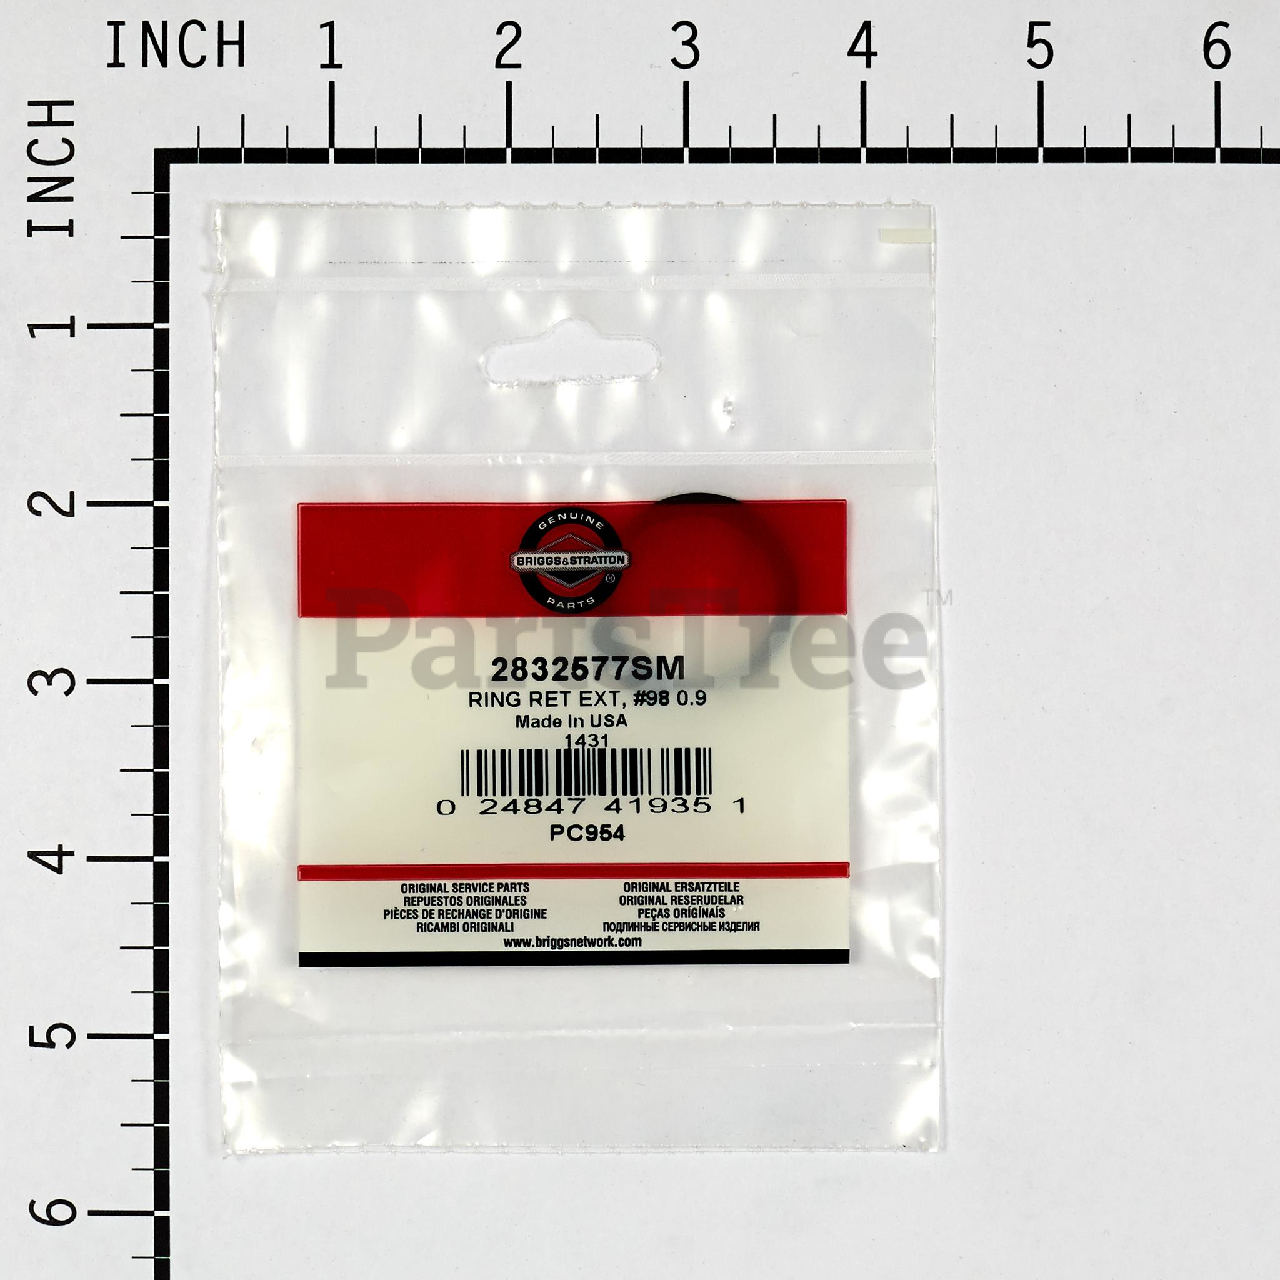 INCH 1 2 3 4 5 6
INCH 1 2 3 4 5 6
GENUINE
BRIGGS&STRATTON
®
PARTS
PartsTree™
2832577SM
RING RET EXT, #98 0.9
Made In USA
1431
0 24847 41935 1
PC954
ORIGINAL SERVICE PARTS
REPUESTOS ORIGINALES
PIÈCES DE RECHANGE D'ORIGINE
RICAMBI ORIGINALI
ORIGINAL ERSATZTEILE
ORIGINAL RESERUDELAR
PEÇAS ORÍGÍNAÍS
ПОДЛИННЫЕ СЕРВИСНЫЕ ИЗДЕЛИЯ
www.briggsnetwork.com